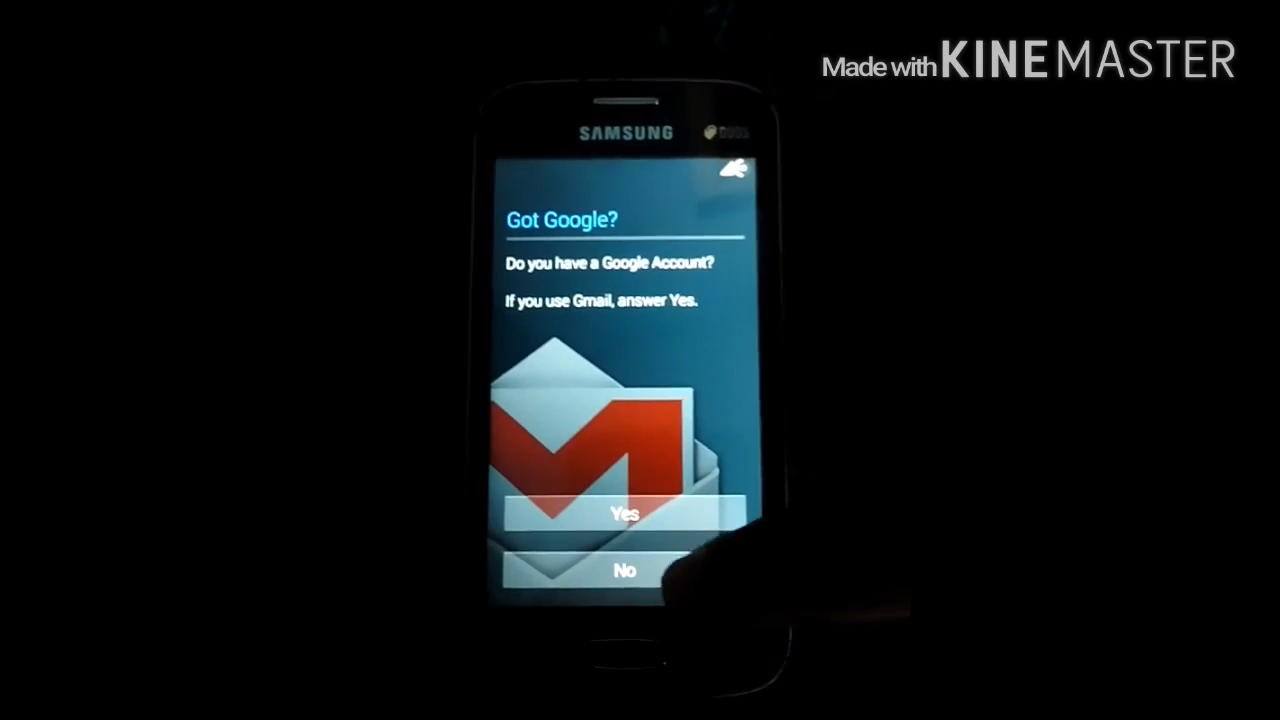 Made with KINEMASTER
SAMSUNG
DUOS
Got Google?
Do you have a Google Account?
If you use Gmail, answer Yes.
Yes
No